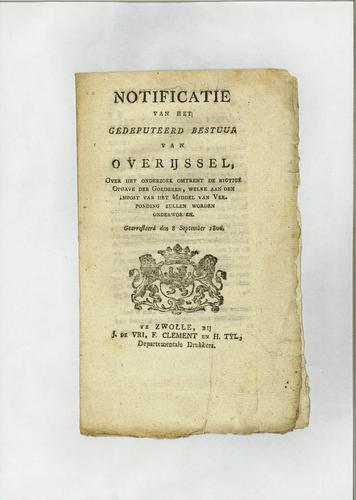 NOTIFICATIE
VAN HET
GEDEPUTEERD BESTUUR
VAN
OVERIJSSEL,
OVER HET ONDERZOEK OMTRENT DE RIGTIGE
OPGAVE DER GOEDEREN, WELKE AAN DEN
IMPOST VAN HET MIDDEL VAN VER-
PONDING ZULLEN WORDEN
ONDERWORPEN.
Gearresteerd den 8 September 1806.
TE ZWOLLE, BIJ
J. DE VRI, F. CLEMENT EN H. TYL,
Departementale Drukkers.